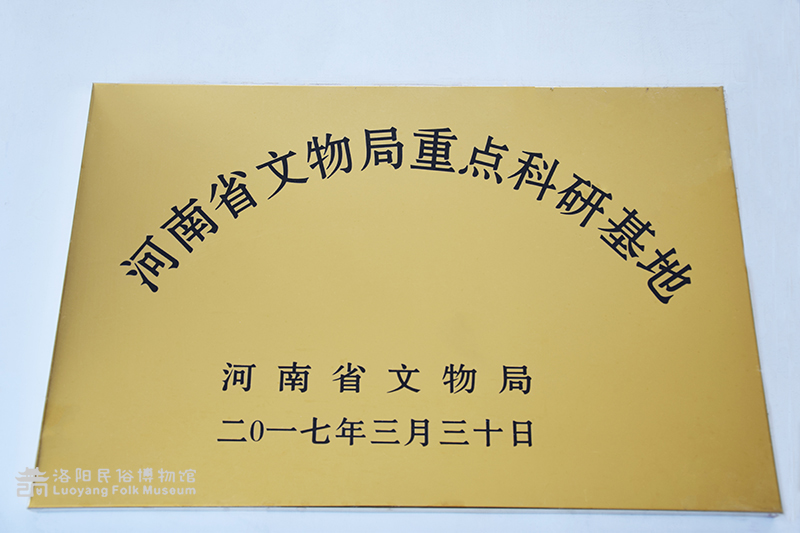 河南省文物局重点科研基地
河南省文物局
二0一七年三月三十日
洛阳民俗博物馆
Luoyang Folk Museum